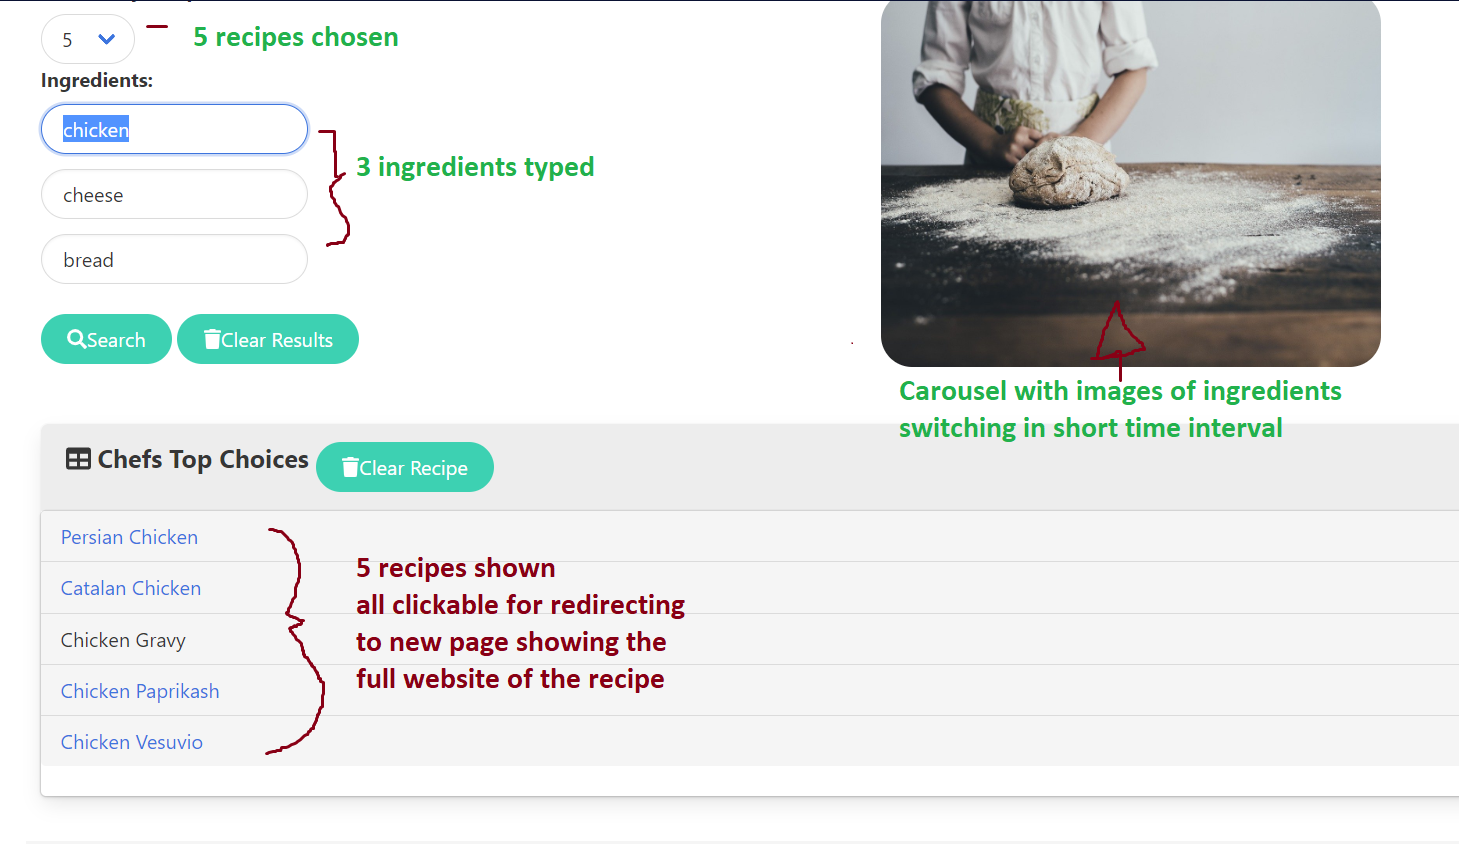 5
5 recipes chosen
Ingredients:
chicken
3 ingredients typed
cheese
bread
Search
Clear Results
Carousel with images of ingredients
switching in short time interval
Chefs Top Choices
Clear Recipe
Persian Chicken
Catalan Chicken
Chicken Gravy
Chicken Paprikash
Chicken Vesuvio
5 recipes shown
all clickable for redirecting
to new page showing the
full website of the recipe